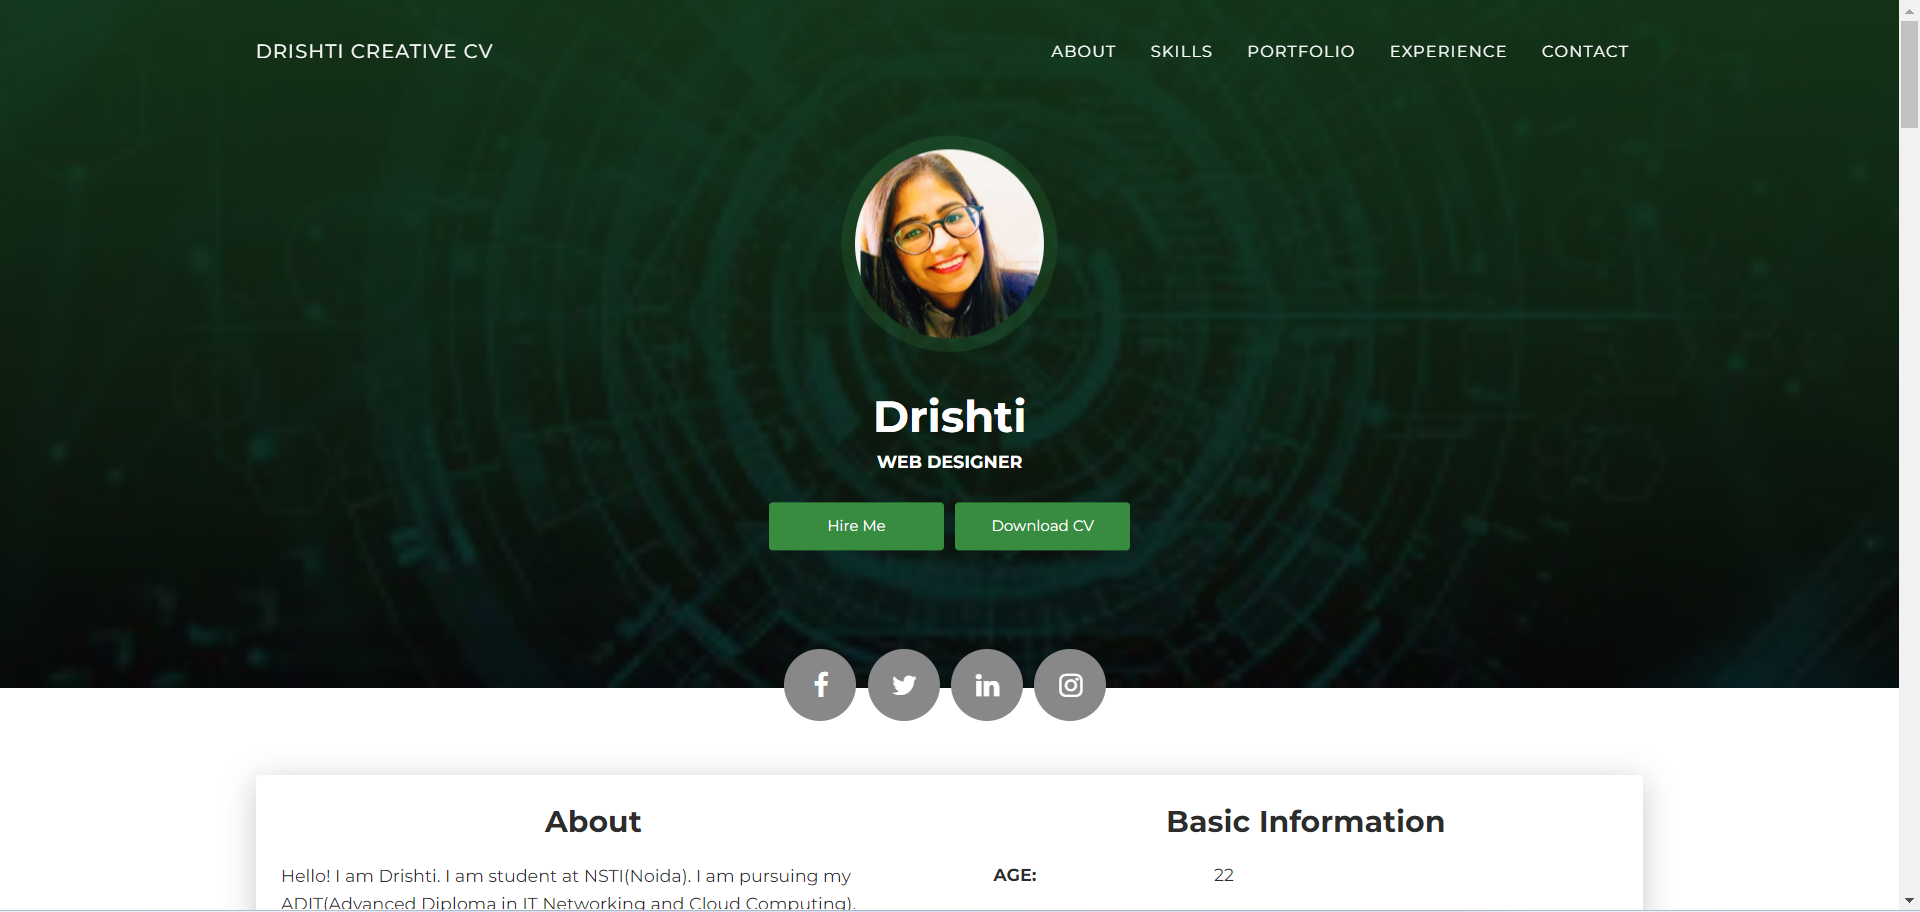 DRISHTI CREATIVE CV
ABOUT SKILLS PORTFOLIO EXPERIENCE CONTACT
Drishti
WEB DESIGNER
Hire Me
Download CV
About
Hello! I am Drishti. I am student at NSTI(Noida). I am pursuing my
ADIT(Advanced Diploma in IT Networking and Cloud Computing).
Basic Information
AGE: 22